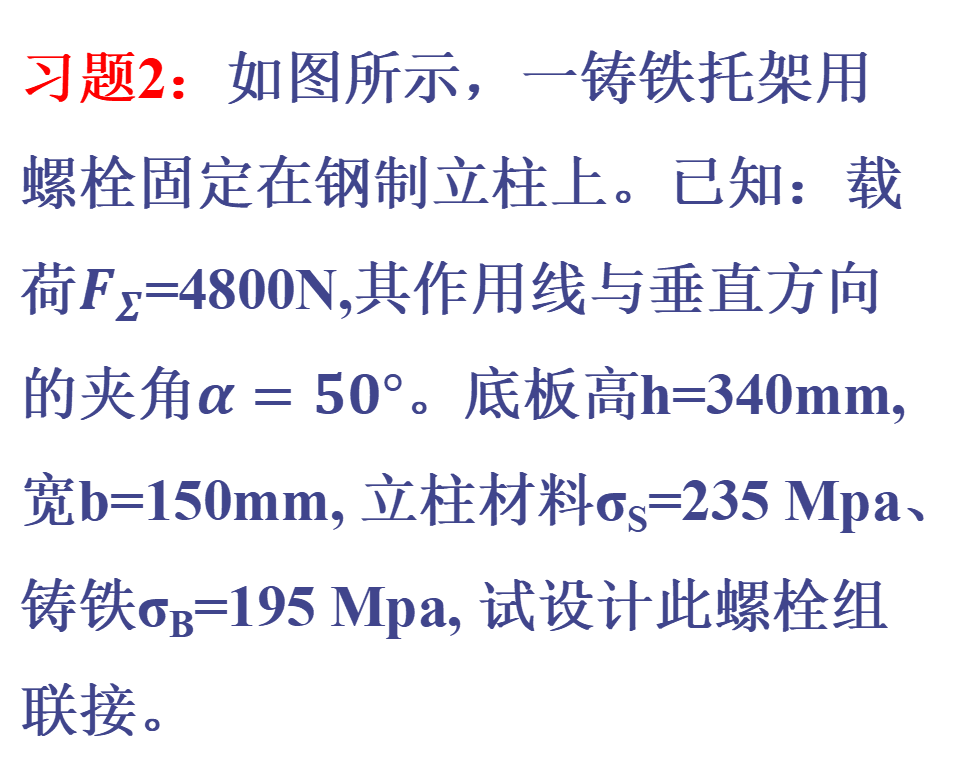 习题2：如图所示，一铸铁托架用
螺栓固定在钢制立柱上。已知：载
荷F_Σ=4800N,其作用线与垂直方向
的夹角α = 50°。底板高h=340mm,
宽b=150mm, 立柱材料σ_S=235 Mpa、
铸铁σ_B=195 Mpa, 试设计此螺栓组
联接。